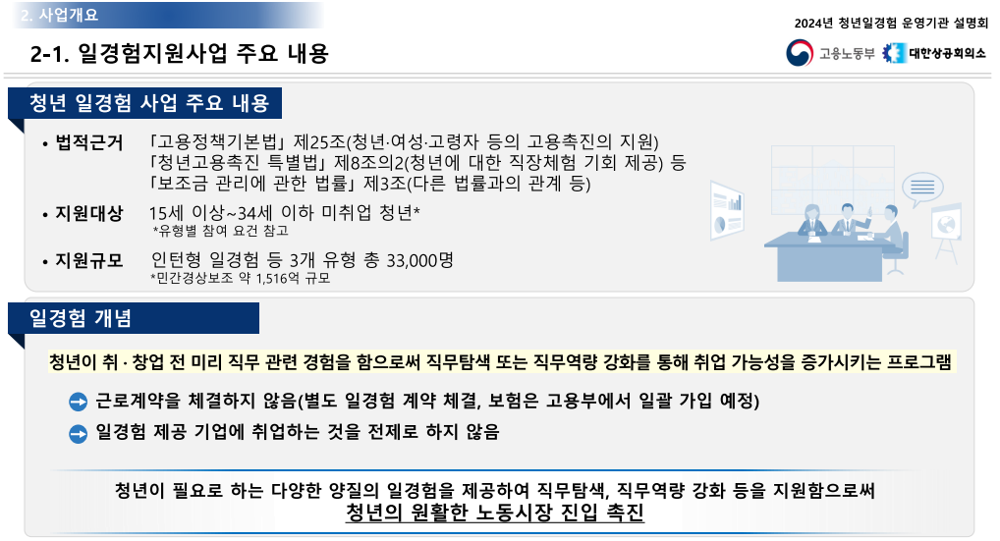 2. 사업개요
2024년 청년일경험 운영기관 설명회
2-1. 일경험지원사업 주요 내용
고용노동부 대한상공회의소
청년 일경험 사업 주요 내용
• 법적근거 「고용정책기본법」 제25조(청년·여성·고령자 등의 고용촉진의 지원)
「청년고용촉진 특별법」 제8조의2(청년에 대한 직장체험 기회 제공) 등
「보조금 관리에 관한 법률」 제3조(다른 법률과의 관계 등)
• 지원대상 15세 이상~34세 이하 미취업 청년*
*유형별 참여 요건 참고
• 지원규모 인턴형 일경험 등 3개 유형 총 33,000명
*민간경상보조 약 1,516억 규모
일경험 개념
청년이 취·창업 전 미리 직무 관련 경험을 함으로써 직무탐색 또는 직무역량 강화를 통해 취업 가능성을 증가시키는 프로그램
근로계약을 체결하지 않음(별도 일경험 계약 체결, 보험은 고용부에서 일괄 가입 예정)
일경험 제공 기업에 취업하는 것을 전제로 하지 않음
청년이 필요로 하는 다양한 양질의 일경험을 제공하여 직무탐색, 직무역량 강화 등을 지원함으로써
청년의 원활한 노동시장 진입 촉진